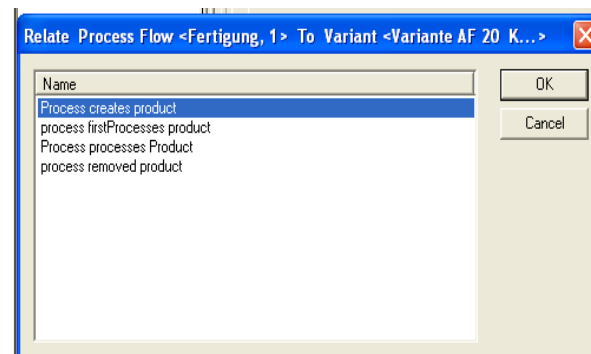 Relate Process Flow <Fertigung, 1> To Variant <Variante AF 20 K...>
Name
OK
Process creates product
Cancel
process firstProcesses product
Process processes Product
process removed product